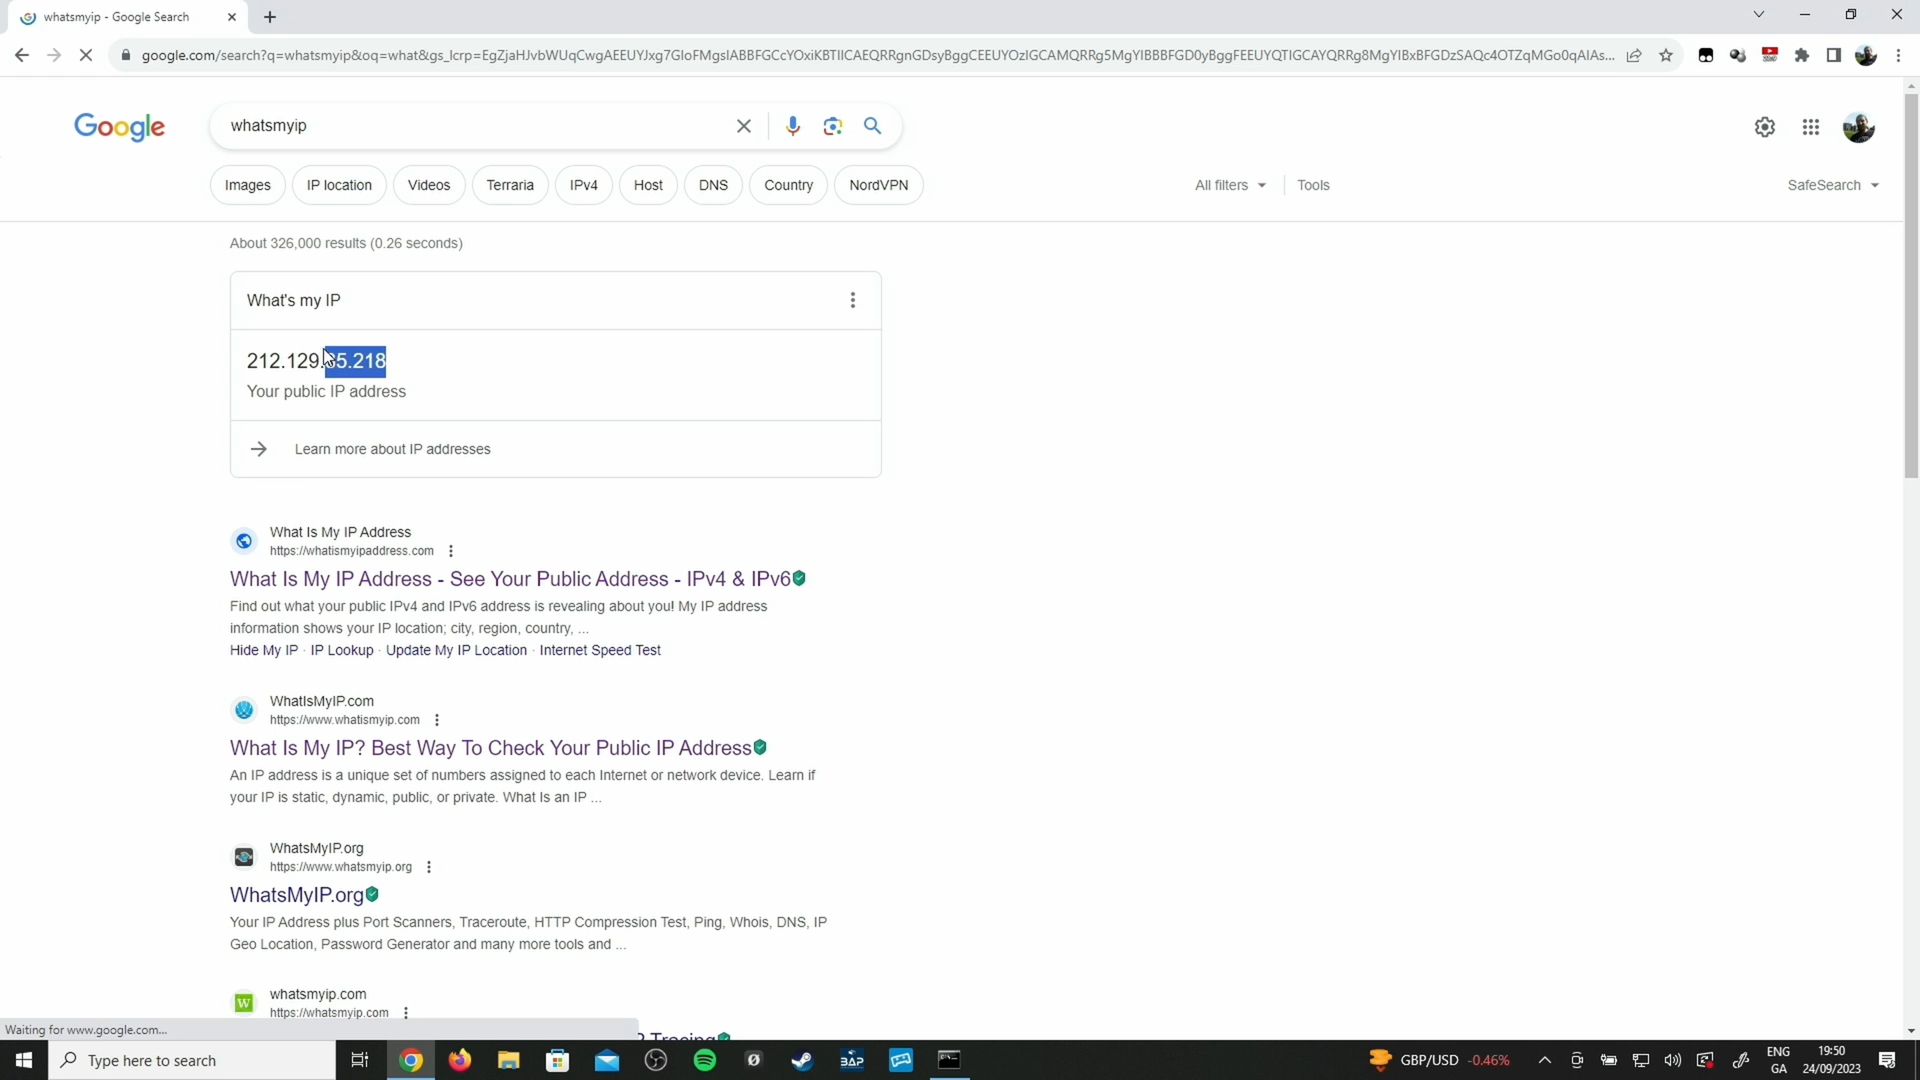 whatsmyip - Google Search
google.com/search?q=whatsmyip&oq=what&gs_lcrp=EgZjaHJvbWUqCwgAEEUYJxg7GIoFMgsIABBFGCcYOxiKBTIICAEQRRgnGDsyBggCEEUYOzIGCAMQRRg5MgYIBBBFGD0yBggFEEUYQTIGCAYQRRg8MgYIBxBFGDzSAQc4OTZqMGo0qAIAs...
Google
whatsmyip
Images
IP location
Videos
Terraria
IPv4
Host
DNS
Country
NordVPN
All filters
Tools
SafeSearch
About 326,000 results (0.26 seconds)
What's my IP
212.129.35.218
Your public IP address
Learn more about IP addresses
What Is My IP Address
https://whatismyipaddress.com
What Is My IP Address - See Your Public Address - IPv4 & IPv6
Find out what your public IPv4 and IPv6 address is revealing about you! My IP address
information shows your IP location; city, region, country, ...
Hide My IP · IP Lookup · Update My IP Location · Internet Speed Test
WhatIsMyIP.com
https://www.whatismyip.com
What Is My IP? Best Way To Check Your Public IP Address
An IP address is a unique set of numbers assigned to each Internet or network device. Learn if
your IP is static, dynamic, public, or private. What Is an IP ...
WhatsMyIP.org
https://www.whatsmyip.org
WhatsMyIP.org
Your IP Address plus Port Scanners, Traceroute, HTTP Compression Test, Ping, Whois, DNS, IP
Geo Location, Password Generator and many more tools and ...
W
whatsmyip.com
https://whatsmyip.com
P Tracing
Waiting for www.google.com...
Type here to search
BAP
GBP/USD -0.46%
ENG
GA
19:50
24/09/2023